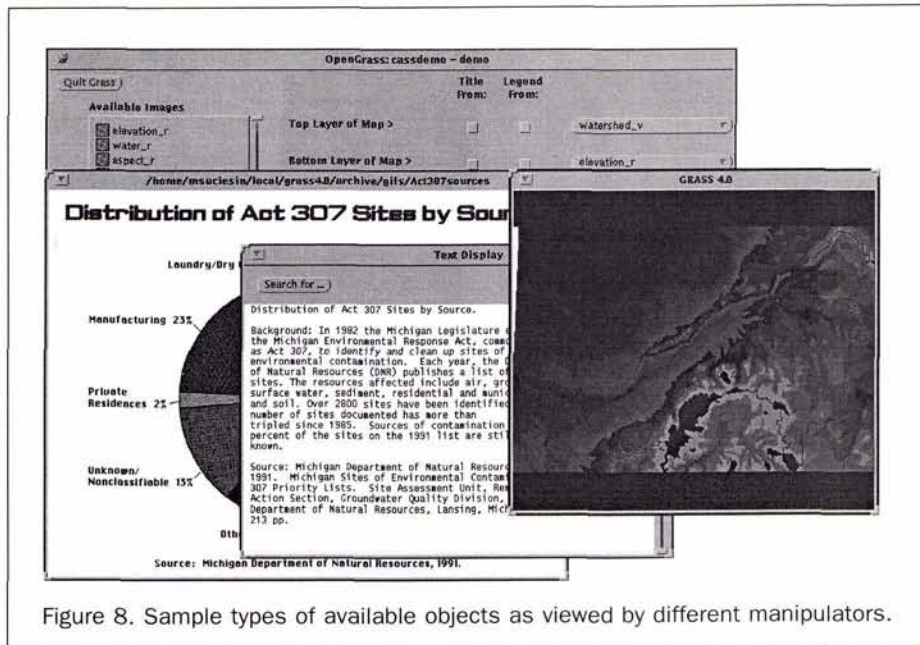 OpenGrass: cassdemo - demo
Quit Grass
Title From:
Legend From:
Available Images
elevation_r
water_r
aspect_r
Top Layer of Map >
watershed_v
Bottom Layer of Map >
elevation_r
/home/msuciesin/local/grass4.0/archive/gils/Act307sources
Distribution of Act 307 Sites by Sour
Laundry/Dry
Manufacturing 23%
Private
Residences 2%
Unknown/
Nonclassifiable 13%
Oth
Source: Michigan Department of Natural Resources, 1991.
Text Display
Search for ...
Distribution of Act 307 Sites by Source.
Background: In 1982 the Michigan Legislature
the Michigan Environmental Response Act, comm
as Act 307, to identify and clean up sites of
environmental contamination. Each year, the D
of Natural Resources (DNR) publishes a list of
sites. The resources affected include air, gro
surface water, sediment, residential and munic
and soil. Over 2800 sites have been identified
number of sites documented has more than
tripled since 1985. Sources of contamination
percent of the sites on the 1991 list are stil
known.
Source: Michigan Department of Natural Resourc
1991. Michigan Sites of Environmental Contami
307 Priority Lists. Site Assessment Unit, Rem
Action Section, Groundwater Quality Division,
Department of Natural Resources, Lansing, Mich
213 pp.
GRASS 4.0
Figure 8. Sample types of available objects as viewed by different manipulators.